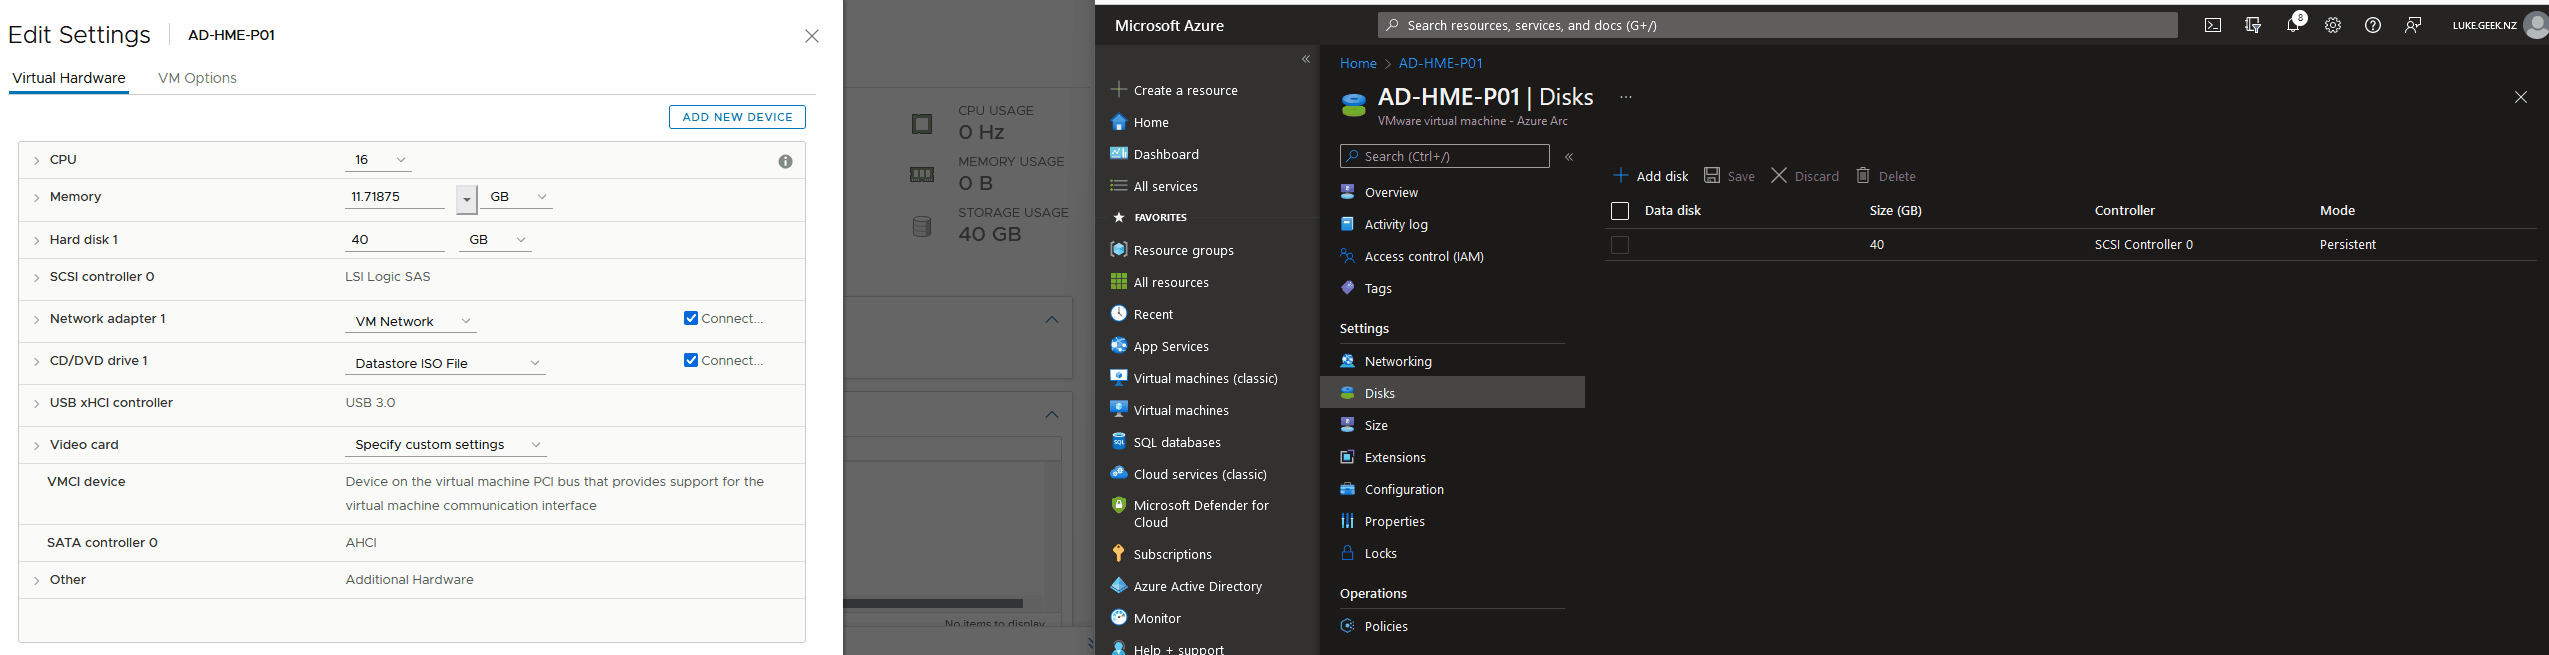 Edit Settings
AD-HME-P01
Virtual Hardware
VM Options
ADD NEW DEVICE
CPU
16
Memory
11.71875
GB
Hard disk 1
40
GB
SCSI controller 0
LSI Logic SAS
Network adapter 1
VM Network
Connect...
CD/DVD drive 1
Datastore ISO File
Connect...
USB xHCI controller
USB 3.0
Video card
Specify custom settings
VMCI device
Device on the virtual machine PCI bus that provides support for the
virtual machine communication interface
SATA controller 0
AHCI
Other
Additional Hardware
CPU USAGE
0 Hz
MEMORY USAGE
0 B
STORAGE USAGE
40 GB
No items to display
Microsoft Azure
Search resources, services, and docs (G+/)
8
LUKE.GEEK.NZ
Create a resource
Home
Dashboard
All services
FAVORITES
Resource groups
All resources
Recent
App Services
Virtual machines (classic)
Virtual machines
SQL databases
Cloud services (classic)
Microsoft Defender for
Cloud
Subscriptions
Azure Active Directory
Monitor
Help + support
Home > AD-HME-P01
AD-HME-P01 | Disks
...
VMware virtual machine - Azure Arc
Search (Ctrl+/)
Overview
Activity log
Access control (IAM)
Tags
Settings
Networking
Disks
Size
Extensions
Configuration
Properties
Locks
Operations
Policies
Add disk
Save
Discard
Delete
Data disk
Size (GB)
Controller
Mode
40
SCSI Controller 0
Persistent